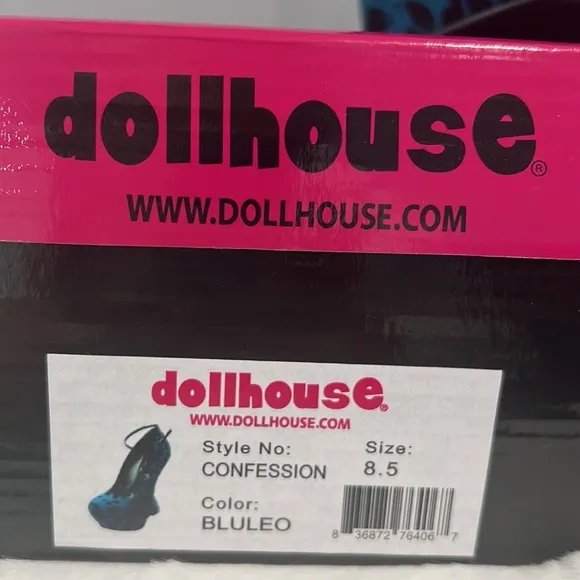 dollhouse®
WWW.DOLLHOUSE.COM
dollhouse®
WWW.DOLLHOUSE.COM
Style No:
CONFESSION
Size:
8.5
Color:
BLULEO
8 36872 76406 7